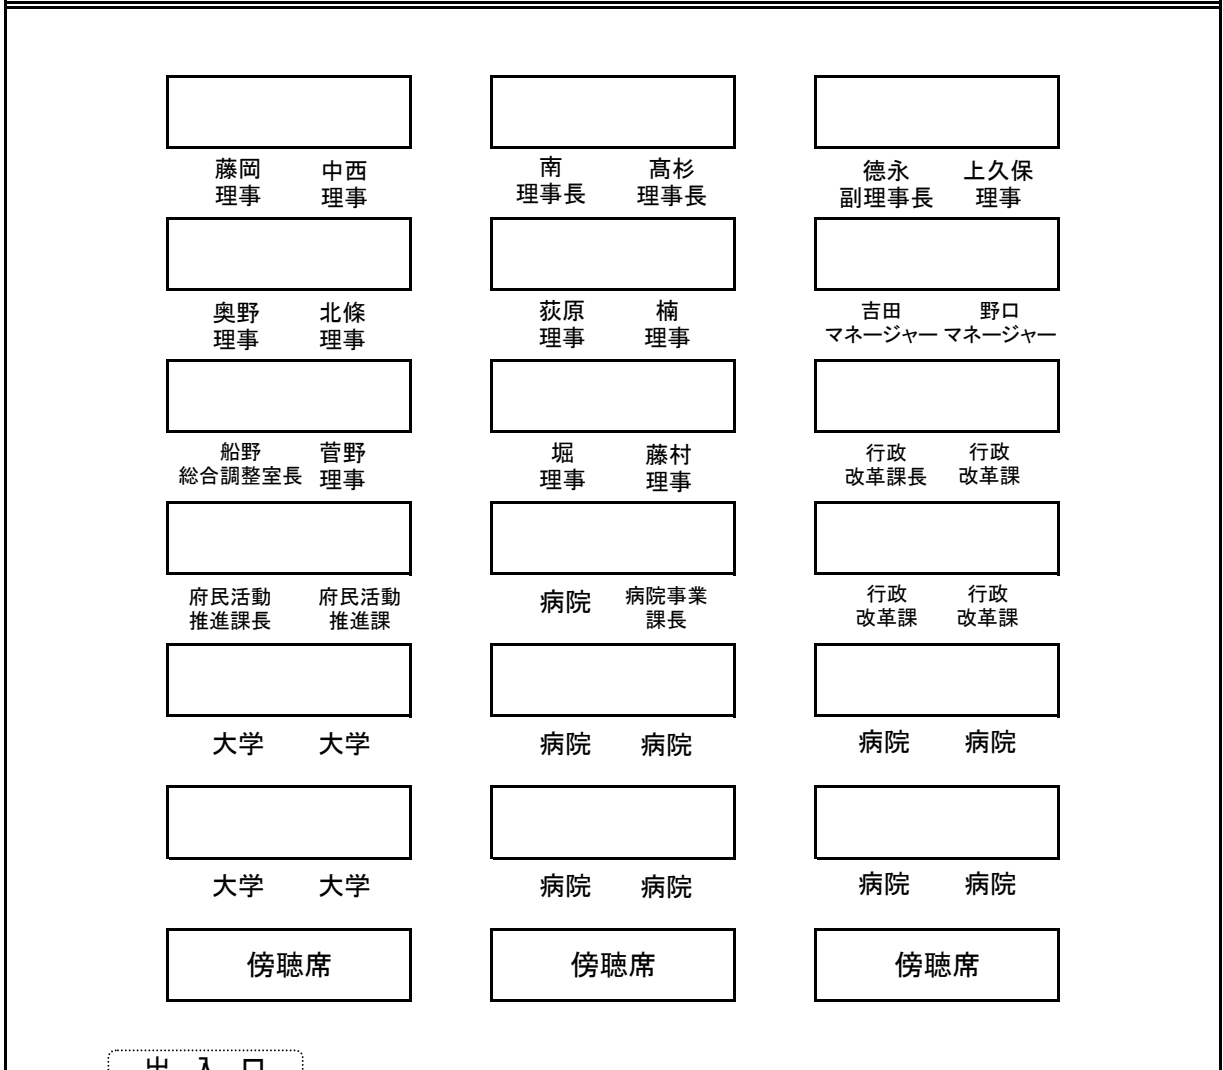 藤岡 中西 南 髙杉 德永 上久保
理事 理事 理事長 理事長 副理事長 理事
奥野 北條 荻原 楠 吉田 野口
理事 理事 理事 理事 マネージャー マネージャー
船野 菅野 堀 藤村 行政 行政
総合調整室長 理事 理事 理事 改革課長 改革課
府民活動 府民活動 病院 病院事業 行政 行政
推進課長 推進課 課長 改革課 改革課
大学 大学 病院 病院 病院 病院
大学 大学 病院 病院 病院 病院
傍聴席 傍聴席 傍聴席
出 入 口